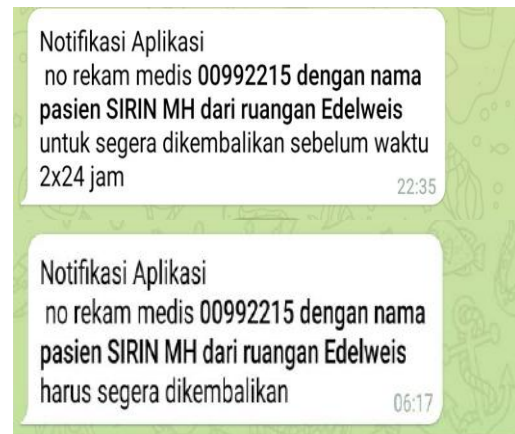 Notifikasi Aplikasi
no rekam medis 00992215 dengan nama
pasien SIRIN MH dari ruangan Edelweis
untuk segera dikembalikan sebelum waktu
2x24 jam
22:35
Notifikasi Aplikasi
no rekam medis 00992215 dengan nama
pasien SIRIN MH dari ruangan Edelweis
harus segera dikembalikan
06:17